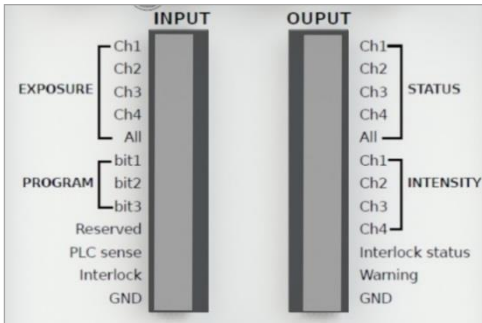 INPUT
EXPOSURE
Ch1
Ch2
Ch3
Ch4
All
PROGRAM
bit1
bit2
bit3
Reserved
PLC sense
Interlock
GND
OUPUT
Ch1
Ch2
Ch3
Ch4
All
STATUS
Ch1
Ch2
Ch3
Ch4
INTENSITY
Interlock status
Warning
GND